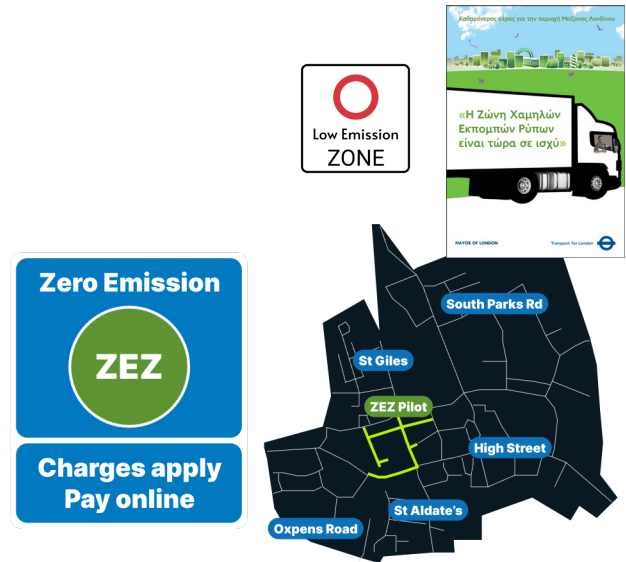 Καθαρότερος αέρας για την περιοχή Μείζονος Λονδίνου
«Η Ζώνη Χαμηλών
Εκπομπών Ρύπων
είναι τώρα σε ισχύ»
MAYOR OF LONDON
Transport for London
Low Emission
ZONE
Zero Emission
ZEZ
Charges apply
Pay online
South Parks Rd
St Giles
ZEZ Pilot
High Street
St Aldate's
Oxpens Road